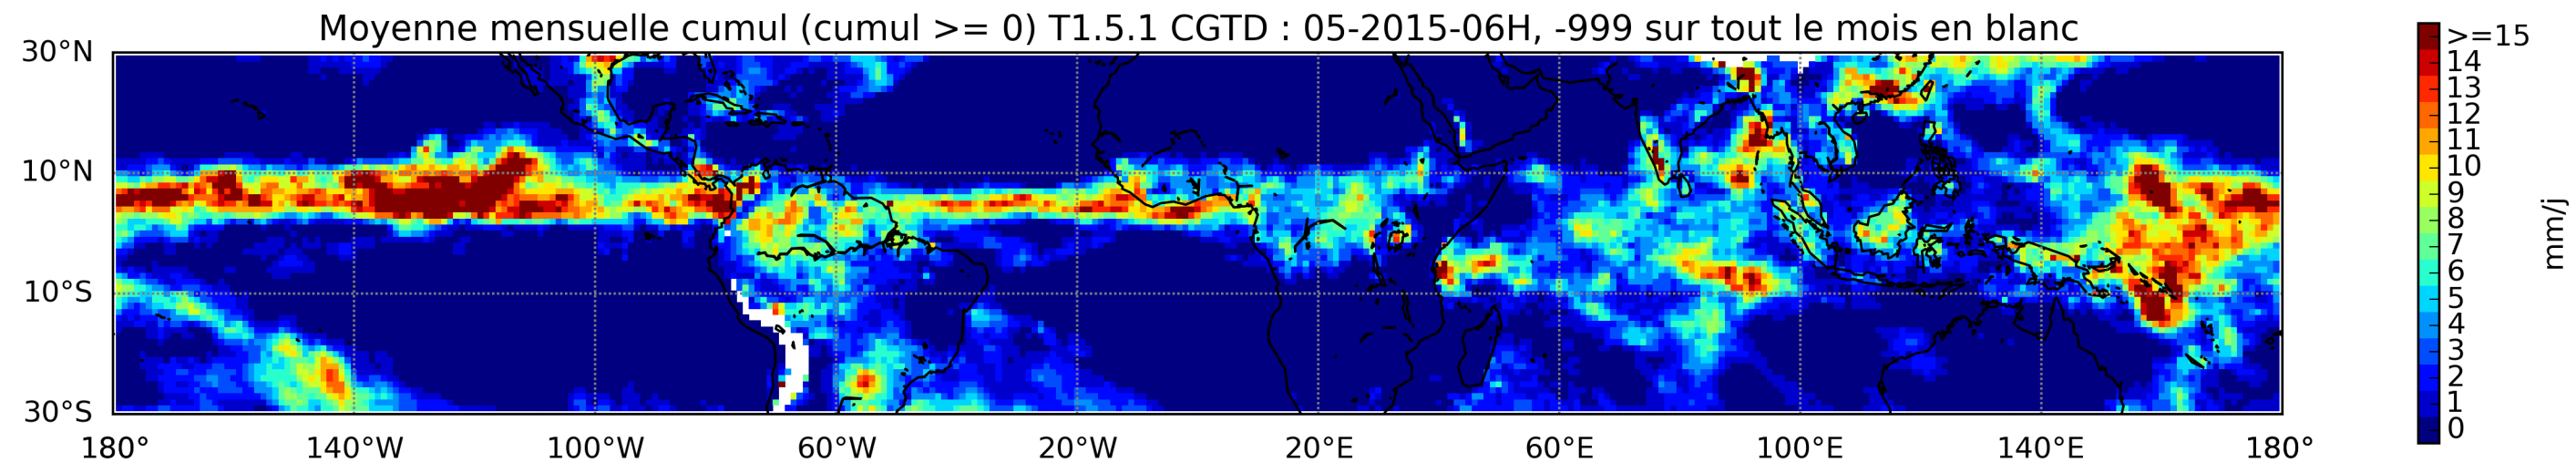 Moyenne mensuelle cumul (cumul >= 0) T1.5.1 CGTD : 05-2015-06H, -999 sur tout le mois en blanc
30°N
10°N
10°S
30°S
180° 140°W 100°W 60°W 20°W 20°E 60°E 100°E 140°E 180°
>=15
14
13
12
11
10
9
8
7
6
5
4
3
2
1
0
mm/j